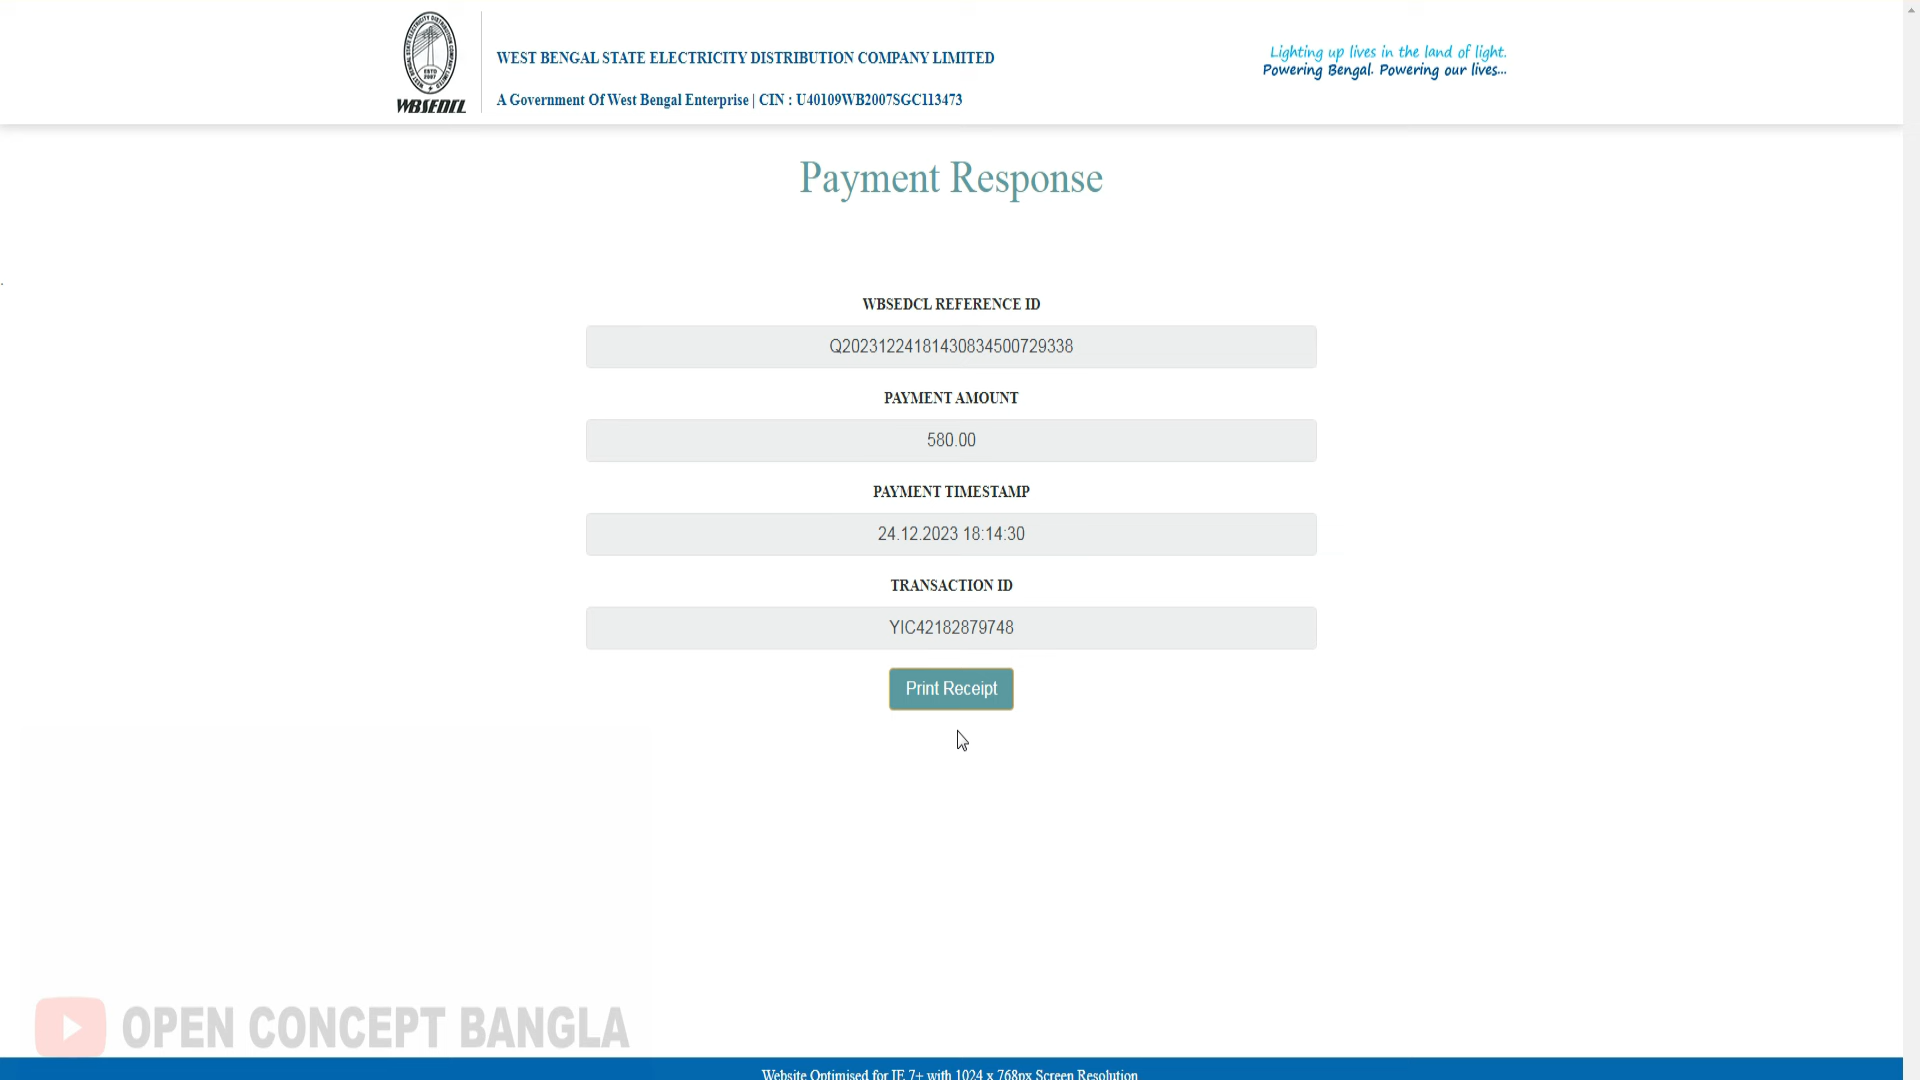 WEST BENGAL STATE ELECTRICITY DISTRIBUTION COMPANY LIMITED
A Government Of West Bengal Enterprise | CIN : U40109WB2007SGC113473
WBSEDCL
ESTD
2007
Lighting up lives in the land of light.
Powering Bengal. Powering our lives...
Payment Response
.
WBSEDCL REFERENCE ID
Q20231224181430834500729338
PAYMENT AMOUNT
580.00
PAYMENT TIMESTAMP
24.12.2023 18:14:30
TRANSACTION ID
YIC42182879748
Print Receipt
OPEN CONCEPT BANGLA
Website Optimised for IE 7+ with 1024 x 768px Screen Resolution